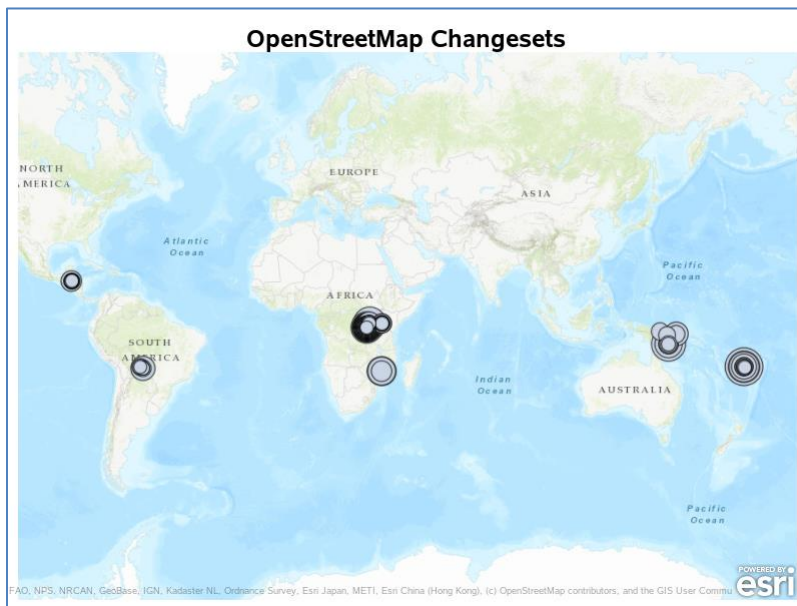 OpenStreetMap Changesets
NORTH
AMERICA
EUROPE
ASIA
Atlantic
Ocean
Pacific
Ocean
AFRICA
SOUTH
AMERICA
Indian
Ocean
AUSTRALIA
Pacific
Ocean
POWERED BY
esri
FAO, NPS, NRCAN, GeoBase, IGN, Kadaster NL, Ordnance Survey, Esri Japan, METI, Esri China (Hong Kong), (c) OpenStreetMap contributors, and the GIS User Commu